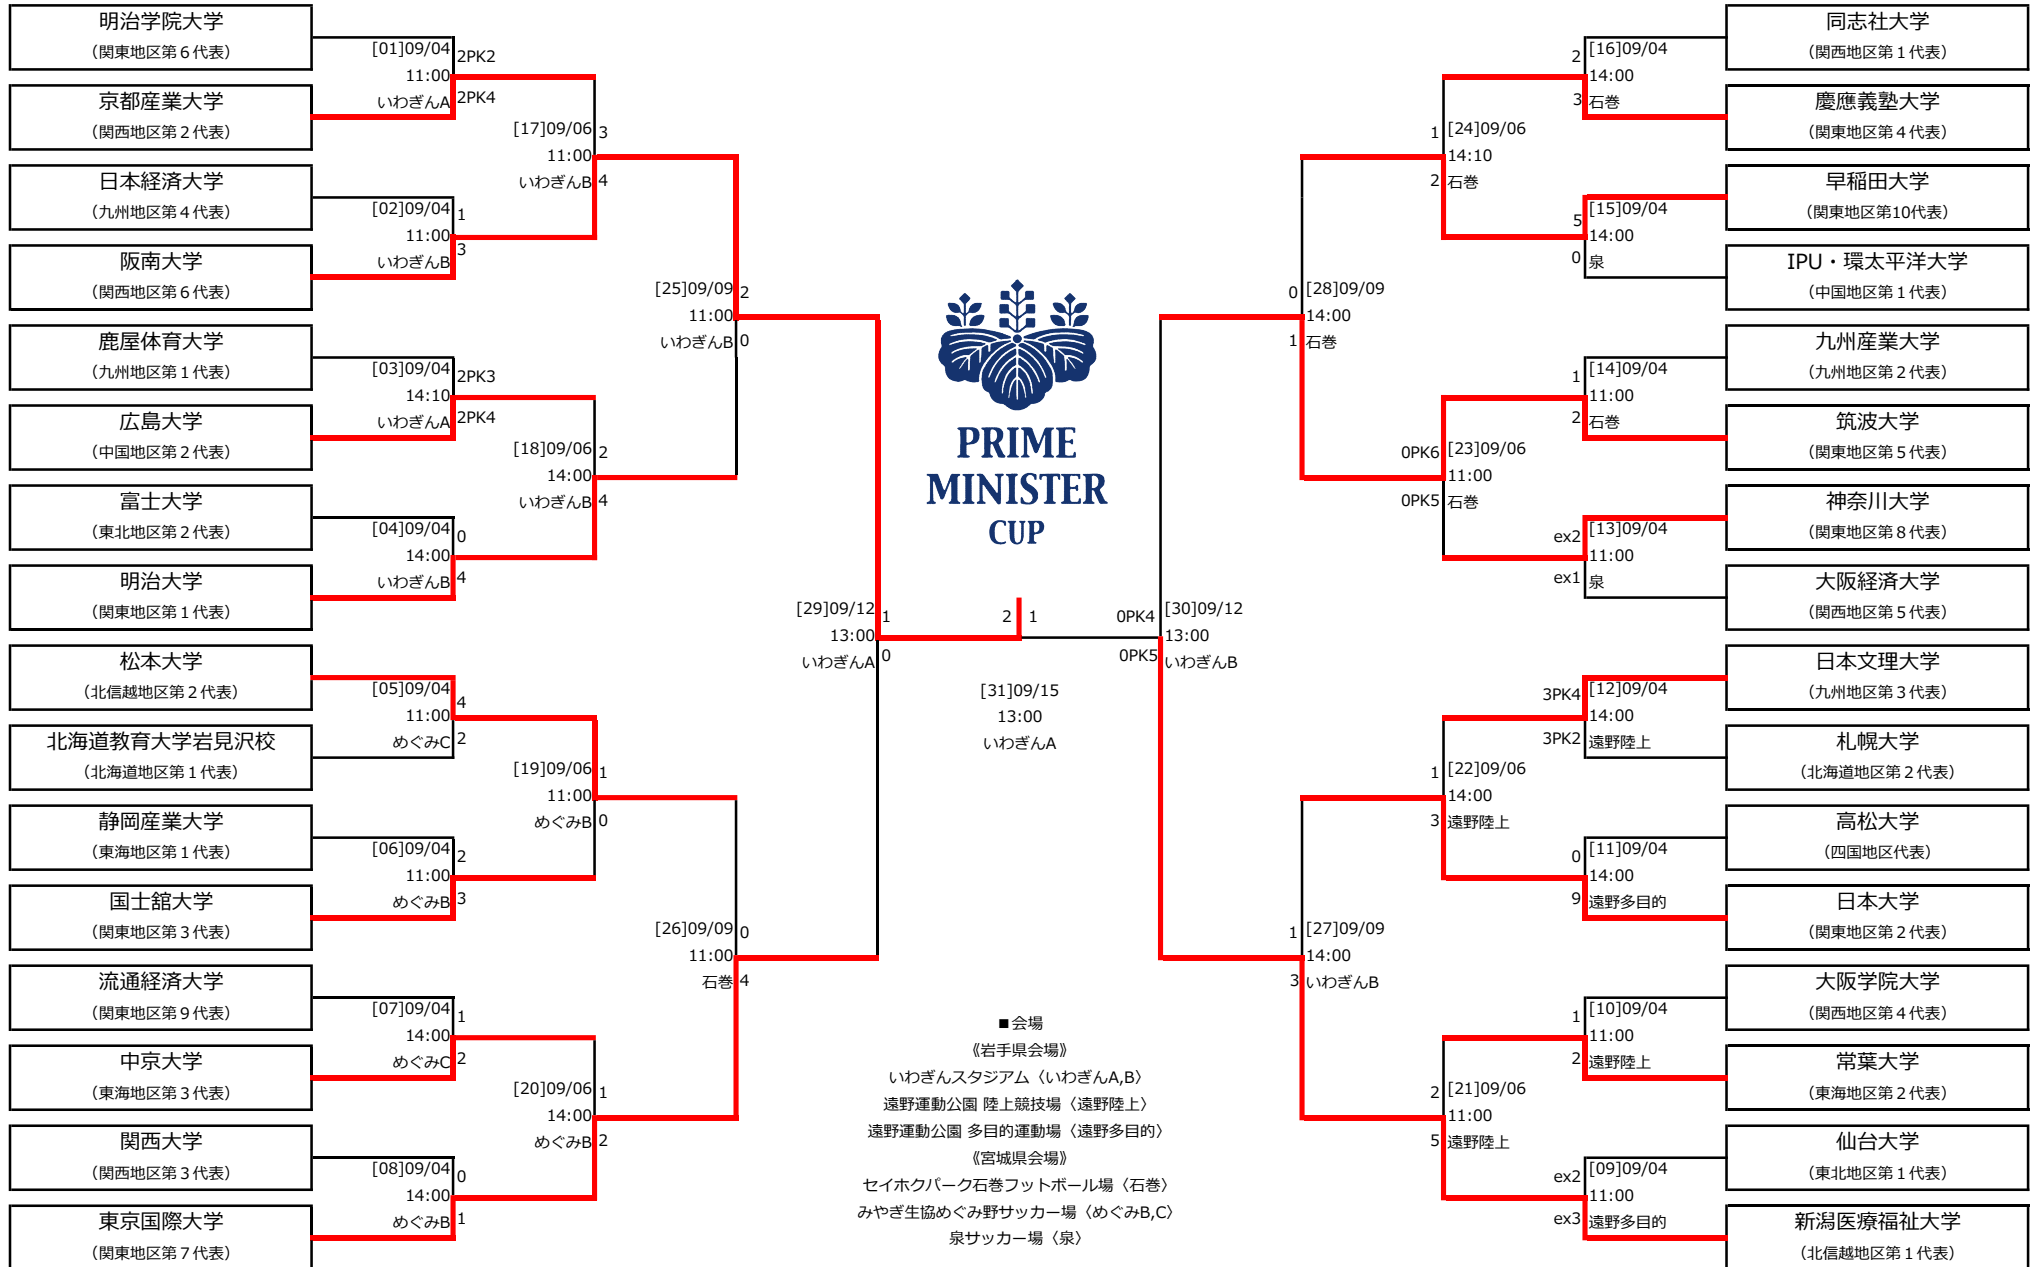 明治学院大学
（関東地区第６代表）
京都産業大学
（関西地区第２代表）
[01]09/04
11:00
いわぎんA
2PK2
2PK4
日本経済大学
（九州地区第４代表）
阪南大学
（関西地区第６代表）
[02]09/04
11:00
いわぎんB
1
3
[17]09/06
11:00
いわぎんB
3
4
鹿屋体育大学
（九州地区第１代表）
広島大学
（中国地区第２代表）
[03]09/04
14:10
いわぎんA
2PK3
2PK4
富士大学
（東北地区第２代表）
明治大学
（関東地区第１代表）
[04]09/04
14:00
いわぎんB
0
4
[18]09/06
14:00
いわぎんB
2
4
[25]09/09
11:00
いわぎんB
2
0
松本大学
（北信越地区第２代表）
北海道教育大学岩見沢校
（北海道地区第１代表）
[05]09/04
11:00
めぐみC
4
2
静岡産業大学
（東海地区第１代表）
国士舘大学
（関東地区第３代表）
[06]09/04
11:00
めぐみB
2
3
[19]09/06
11:00
めぐみB
1
0
流通経済大学
（関東地区第９代表）
中京大学
（東海地区第３代表）
[07]09/04
14:00
めぐみC
1
2
関西大学
（関西地区第３代表）
東京国際大学
（関東地区第７代表）
[08]09/04
14:00
めぐみB
0
1
[20]09/06
14:00
めぐみB
1
2
[26]09/09
11:00
石巻
0
4
[29]09/12
13:00
いわぎんA
1
0
PRIME
MINISTER
CUP
2 1
[31]09/15
13:00
いわぎんA
■会場
《岩手県会場》
いわぎんスタジアム〈いわぎんA,B〉
遠野運動公園 陸上競技場〈遠野陸上〉
遠野運動公園 多目的運動場〈遠野多目的〉
《宮城県会場》
セイホクパーク石巻フットボール場〈石巻〉
みやぎ生協めぐみ野サッカー場〈めぐみB,C〉
泉サッカー場〈泉〉
0PK4
0PK5
[30]09/12
13:00
いわぎんB
同志社大学
（関西地区第１代表）
慶應義塾大学
（関東地区第４代表）
2
3
[16]09/04
14:00
石巻
早稲田大学
（関東地区第10代表）
IPU・環太平洋大学
（中国地区第１代表）
5
0
[15]09/04
14:00
泉
1
2
[24]09/06
14:10
石巻
九州産業大学
（九州地区第２代表）
筑波大学
（関東地区第５代表）
1
2
[14]09/04
11:00
石巻
神奈川大学
（関東地区第８代表）
大阪経済大学
（関西地区第５代表）
ex2
ex1
[13]09/04
11:00
泉
0PK6
0PK5
[23]09/06
11:00
石巻
0
1
[28]09/09
14:00
石巻
日本文理大学
（九州地区第３代表）
札幌大学
（北海道地区第２代表）
3PK4
3PK2
[12]09/04
14:00
遠野陸上
高松大学
（四国地区代表）
日本大学
（関東地区第２代表）
0
9
[11]09/04
14:00
遠野多目的
1
3
[22]09/06
14:00
遠野陸上
大阪学院大学
（関西地区第４代表）
常葉大学
（東海地区第２代表）
1
2
[10]09/04
11:00
遠野陸上
仙台大学
（東北地区第１代表）
新潟医療福祉大学
（北信越地区第１代表）
ex2
ex3
[09]09/04
11:00
遠野多目的
2
5
[21]09/06
11:00
遠野陸上
1
3
[27]09/09
14:00
いわぎんB